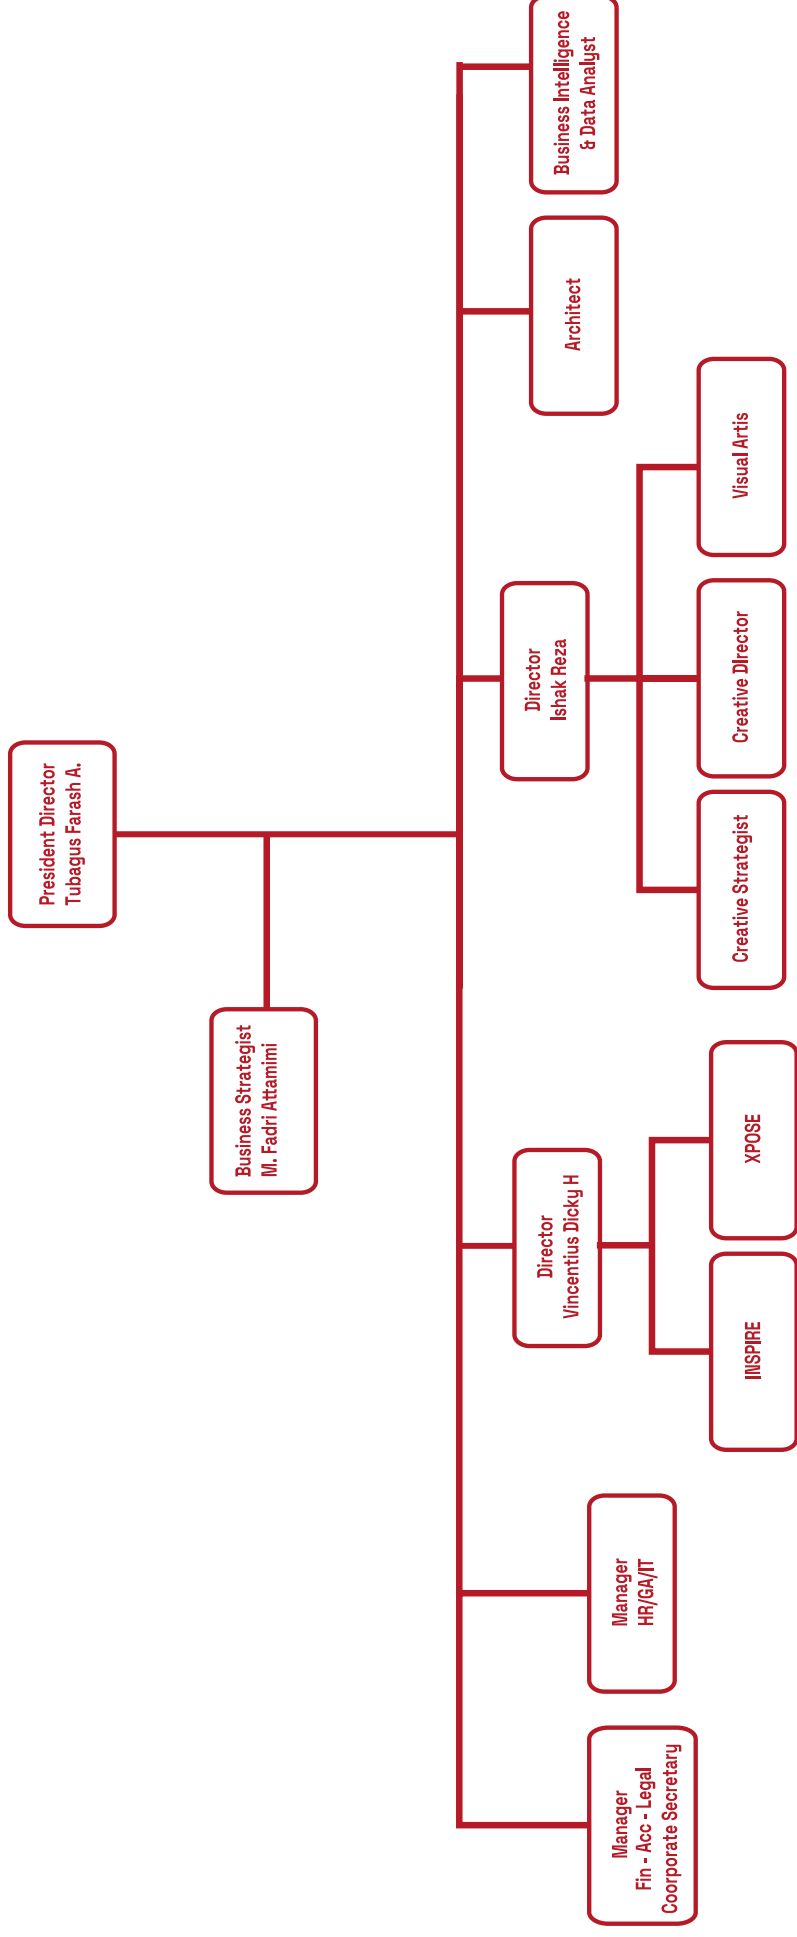 President Director
Tubagus Farash A.
Business Strategist
M. Fadri Attamimi
Manager
Fin - Acc - Legal
Coorporate Secretary
Manager
HR/GA/IT
Director
Vincentius Dicky H
INSPIRE
XPOSE
Director
Ishak Reza
Creative Strategist
Creative DIrector
Visual Artis
Architect
Business Intelligence
& Data Analyst